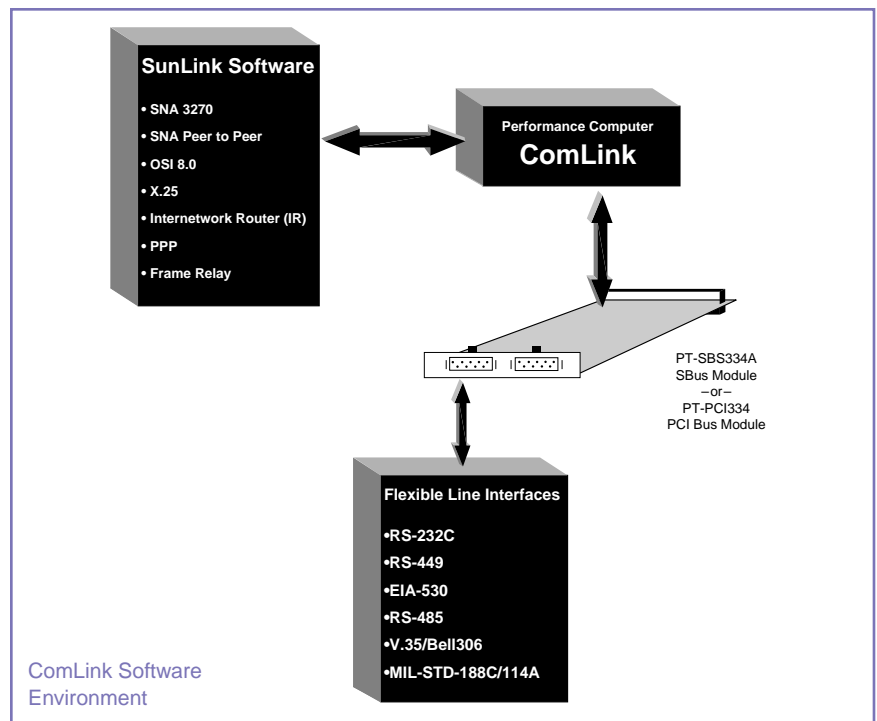 SunLink Software
• SNA 3270
• SNA Peer to Peer
• OSI 8.0
• X.25
• Internetwork Router (IR)
• PPP
• Frame Relay
Performance Computer
ComLink
PT-SBS334A
SBus Module
–or–
PT-PCI334
PCI Bus Module
Flexible Line Interfaces
•RS-232C
•RS-449
•EIA-530
•RS-485
•V.35/Bell306
•MIL-STD-188C/114A
ComLink Software
Environment